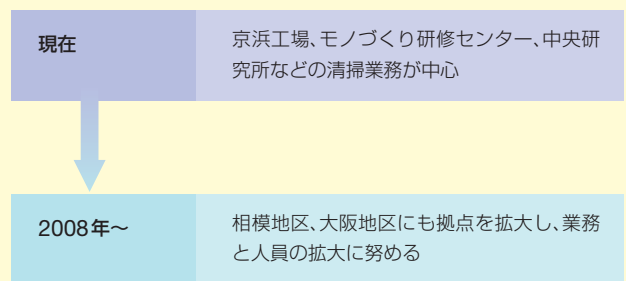 現在
京浜工場、モノづくり研修センター、中央研
究所などの清掃業務が中心
2008年～
相模地区、大阪地区にも拠点を拡大し、業務
と人員の拡大に努める